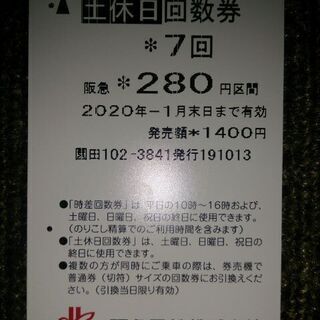 土休日回数券
*7回
阪急 *280円区間
2020年-1月末日まで有効
発売額*1400円
園田102-3841発行191013
●「時差回数券」は、平日の10時～16時および、
土曜日、日曜日、祝日の終日に使用できます。
(のりこし精算でのご利用時間を含みます)
●「土休日回数券」は、土曜日、日曜日、祝日の
終日に使用できます。
●複数の方が同時にご乗車の際は、券売機で
普通券(切符)サイズの回数券にお引換えくだ
さい。(引換当日限り有効)